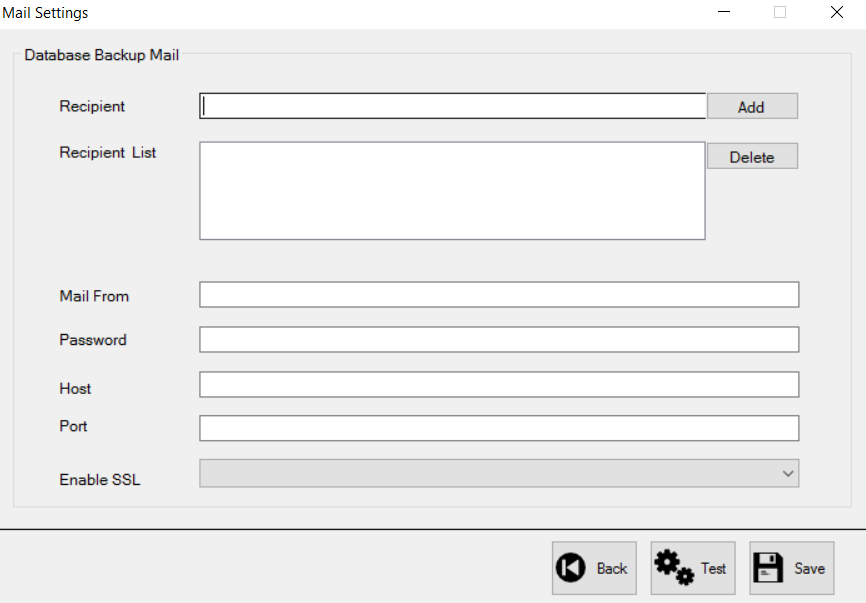 Mail Settings
Database Backup Mail
Recipient
Add
Recipient List
Delete
Mail From
Password
Host
Port
Enable SSL
Back
Test
Save